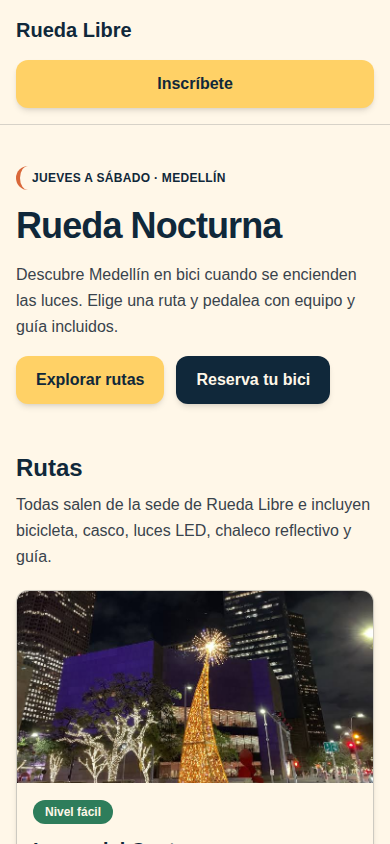 Rueda Libre
Inscríbete
JUEVES A SÁBADO · MEDELLÍN
Rueda Nocturna
Descubre Medellín en bici cuando se encienden
las luces. Elige una ruta y pedalea con equipo y
guía incluidos.
Explorar rutas
Reserva tu bici
Rutas
Todas salen de la sede de Rueda Libre e incluyen
bicicleta, casco, luces LED, chaleco reflectivo y
guía.
Nivel fácil